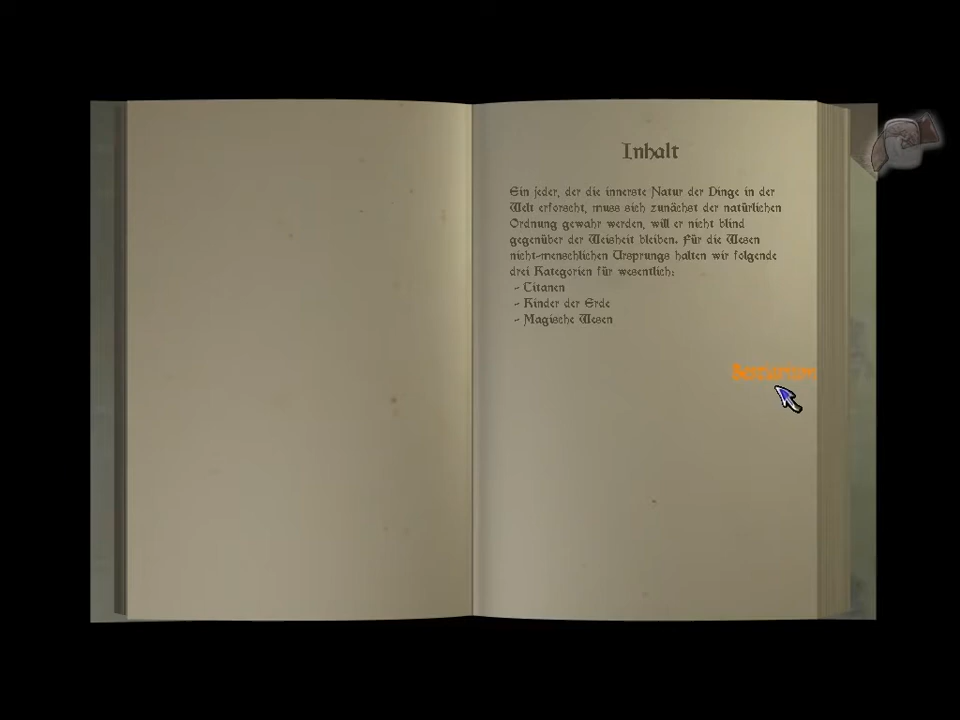 Inhalt
Ein jeder, der die innerste Natur der Dinge in der
Welt erforscht, muss sich zunächst der natürlichen
Ordnung gewahr werden, will er nicht blind
gegenüber der Weisheit bleiben. Für die Wesen
nicht-menschlichen Ursprungs halten wir folgende
drei Kategorien für wesentlich:
- Titanen
- Kinder der Erde
- Magische Wesen